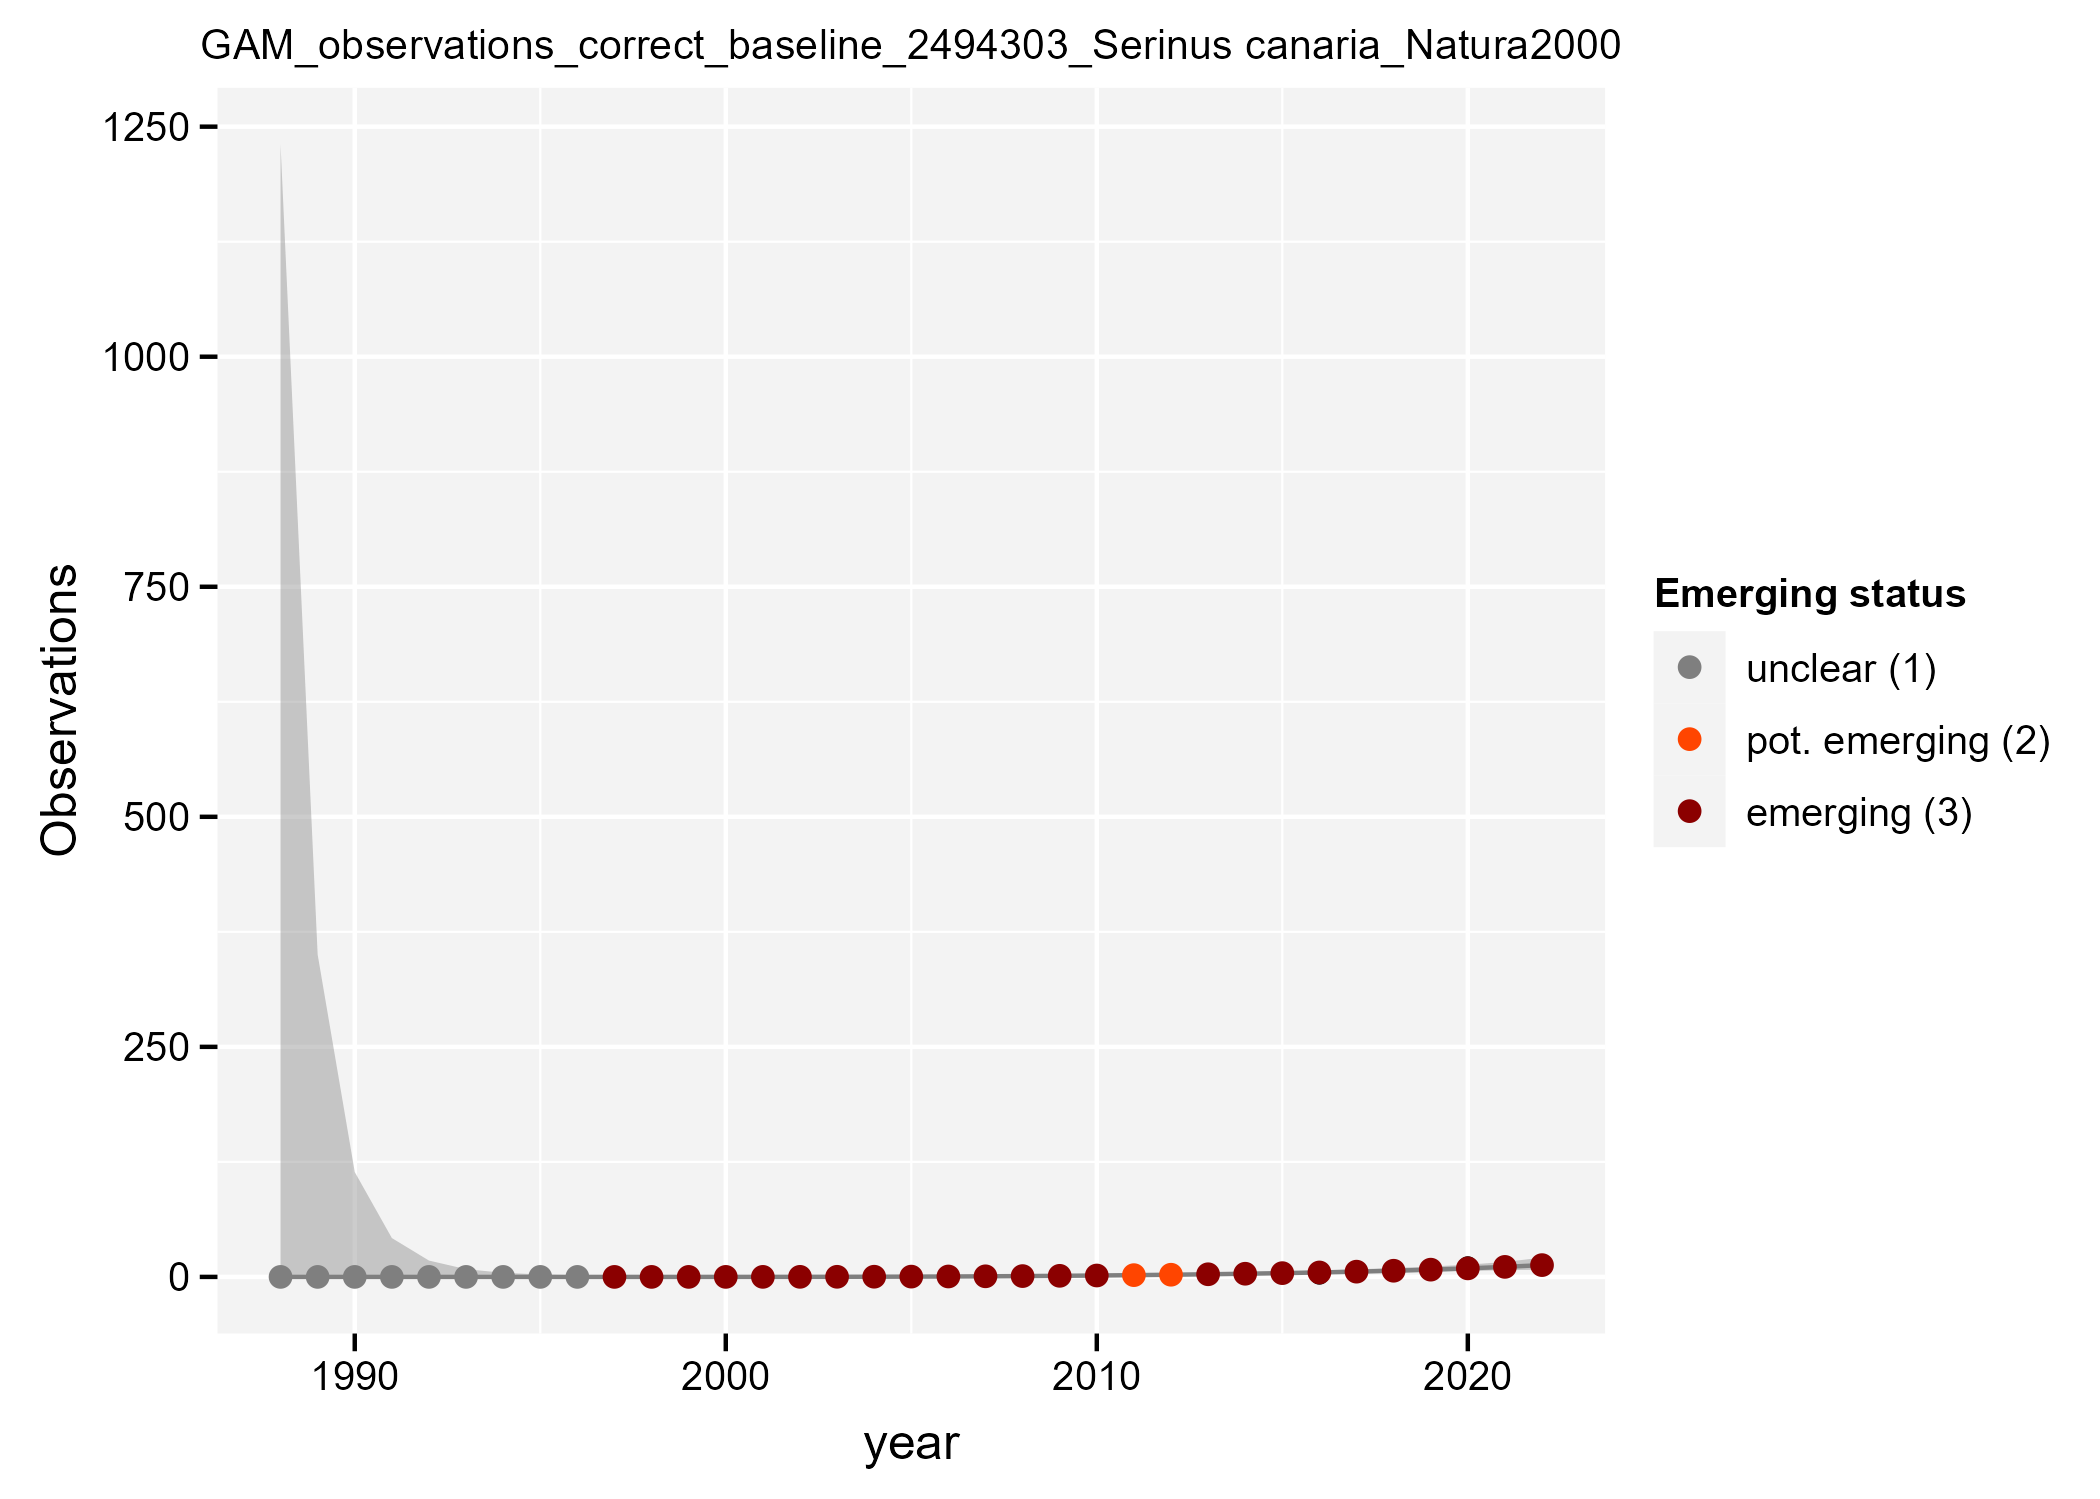 GAM_observations_correct_baseline_2494303_Serinus canaria_Natura2000
1250
1000
750
500
250
0
Observations
1990 2000 2010 2020
year
Emerging status
unclear (1)
pot. emerging (2)
emerging (3)